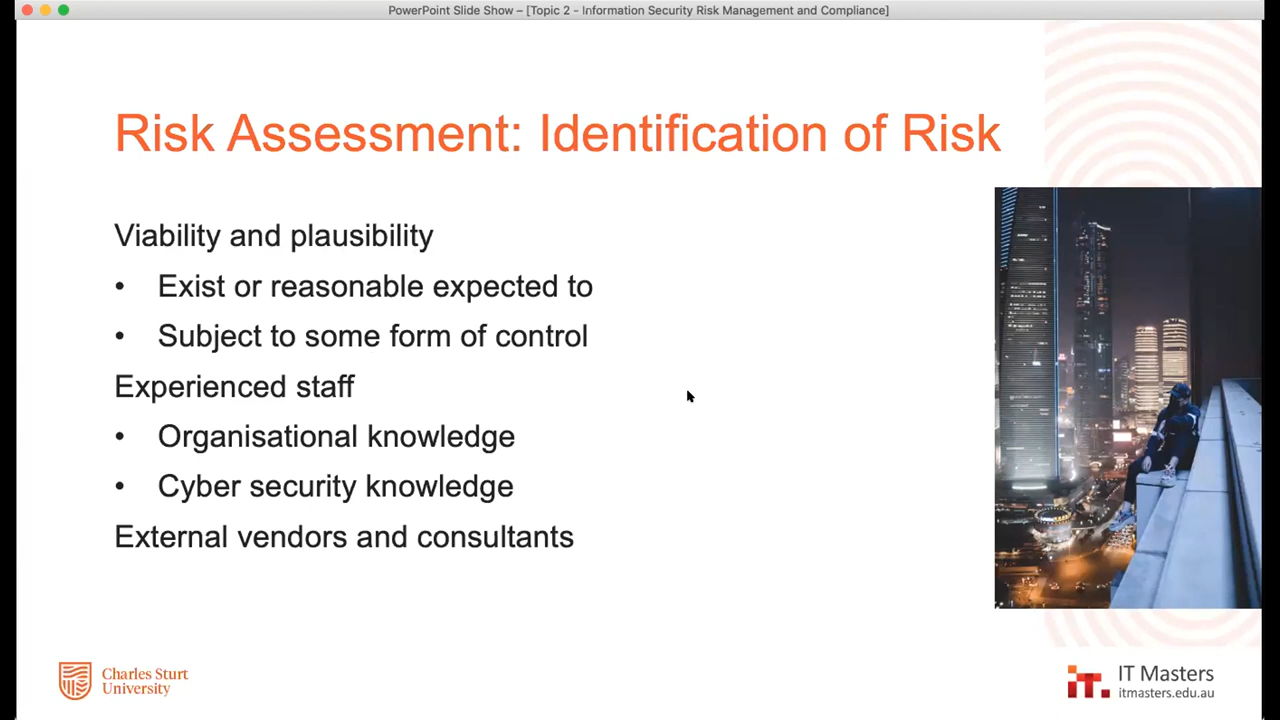 PowerPoint Slide Show – [Topic 2 - Information Security Risk Management and Compliance]
Risk Assessment: Identification of Risk
Viability and plausibility
• Exist or reasonable expected to
• Subject to some form of control
Experienced staff
• Organisational knowledge
• Cyber security knowledge
External vendors and consultants
Charles Sturt
University
it.
IT Masters
itmasters.edu.au